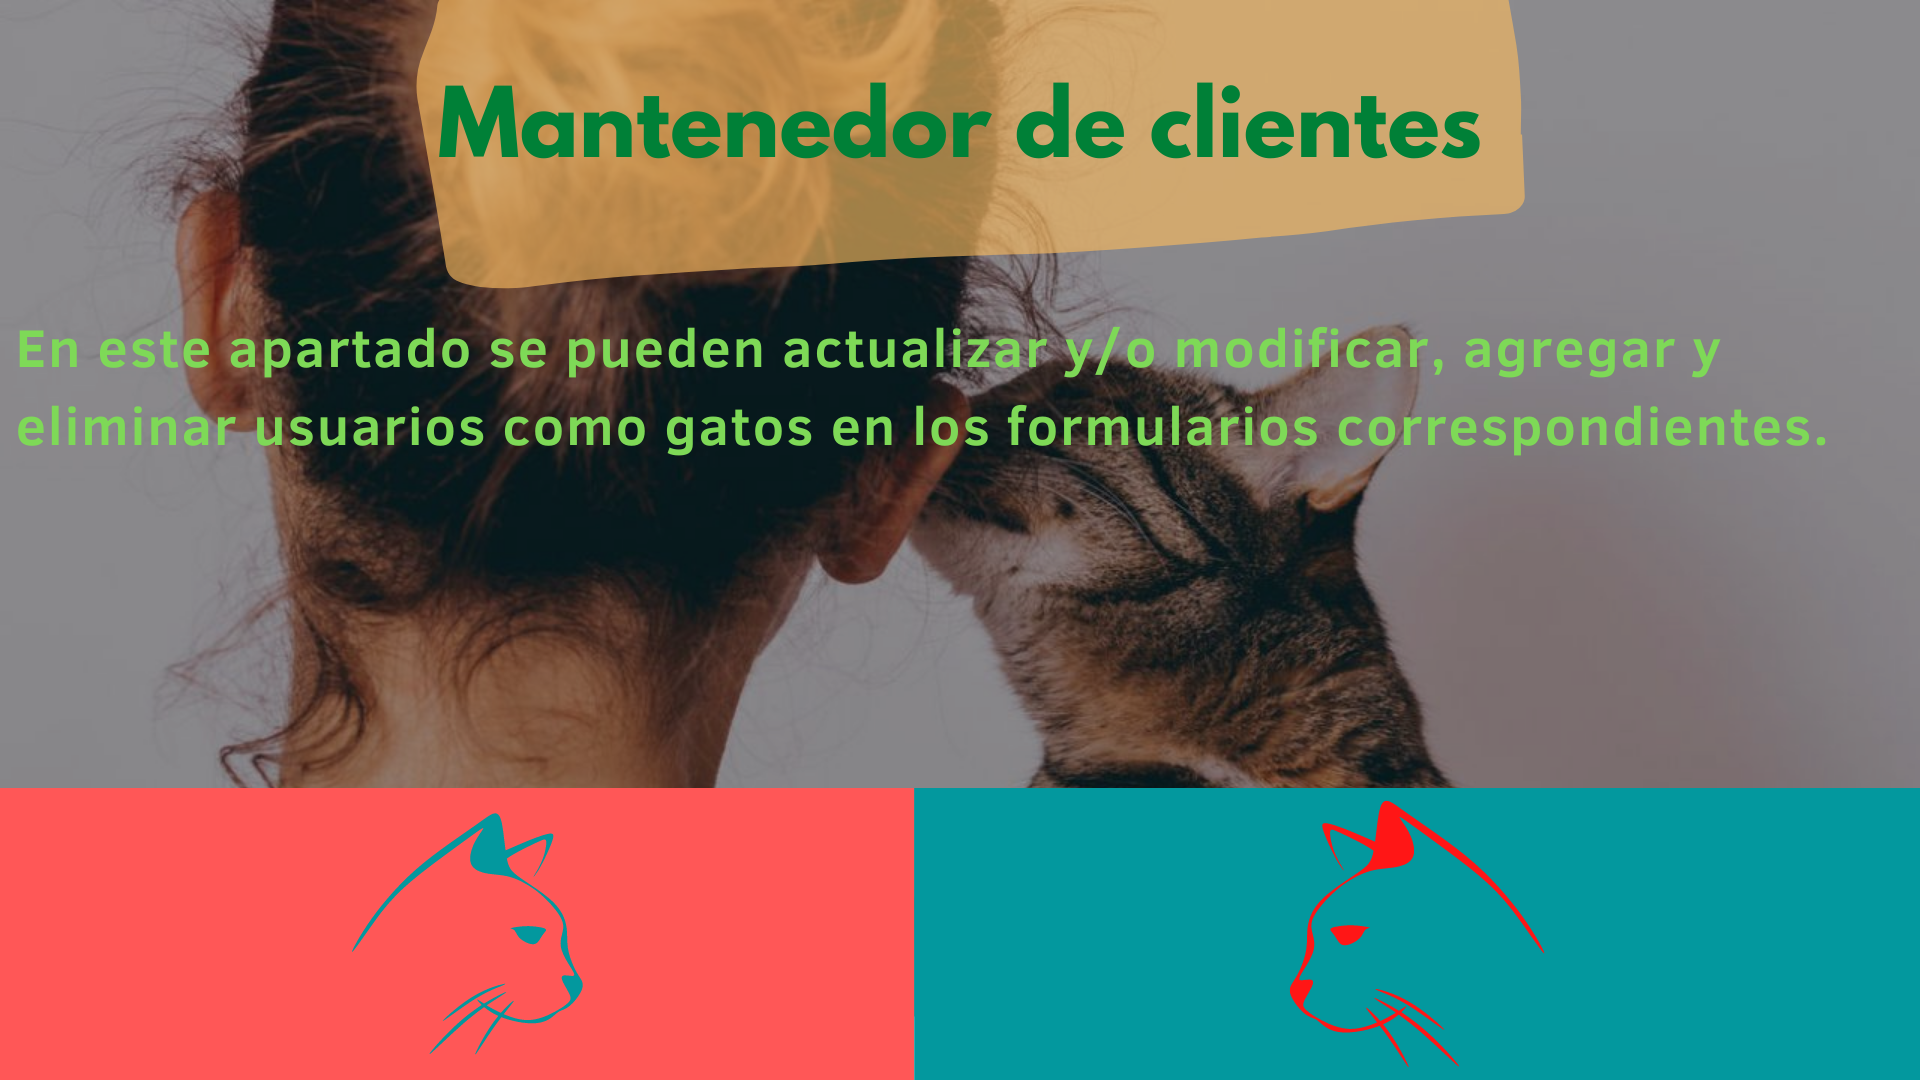 Mantenedor de clientes
En este apartado se pueden actualizar y/o modificar, agregar y
eliminar usuarios como gatos en los formularios correspondientes.